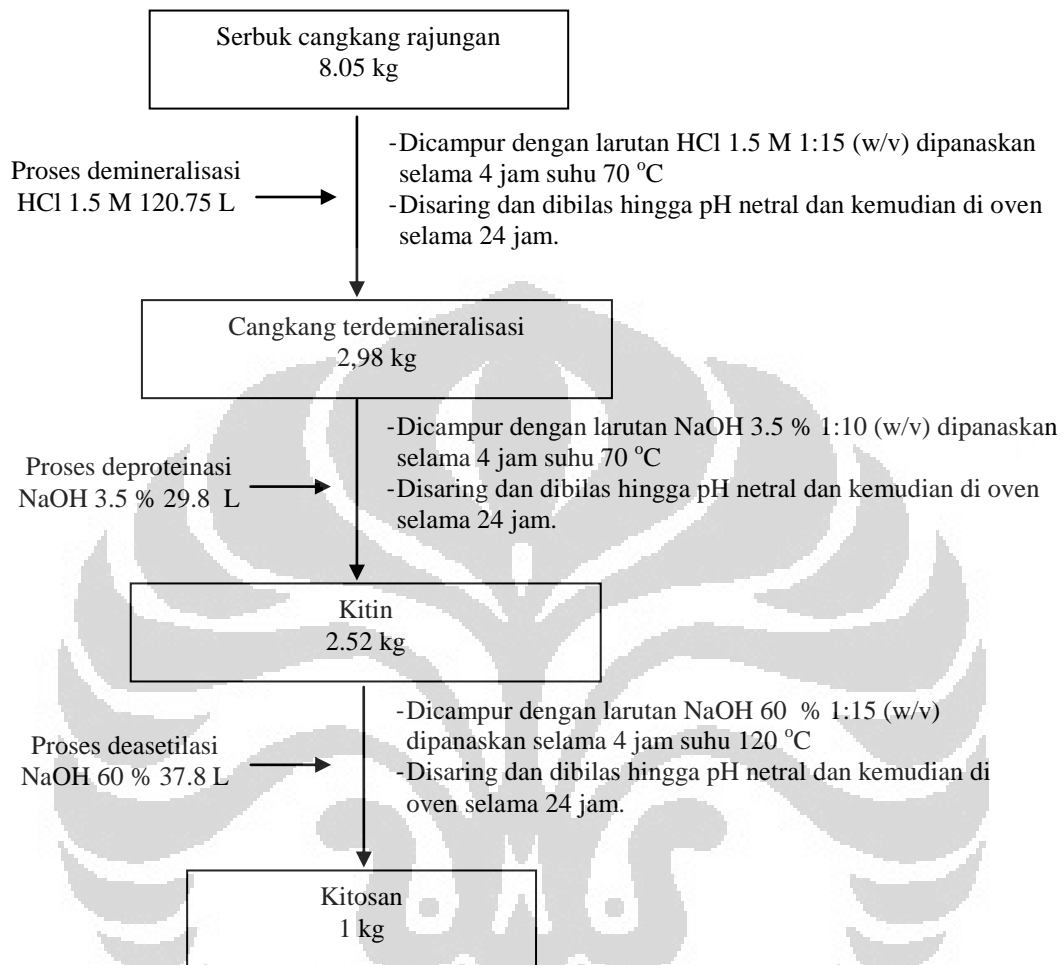 Serbuk cangkang rajungan
8.05 kg
Proses demineralisasi
HCl 1.5 M 120.75 L
-Dicampur dengan larutan HCl 1.5 M 1:15 (w/v) dipanaskan
selama 4 jam suhu 70 °C
-Disaring dan dibilas hingga pH netral dan kemudian di oven
selama 24 jam.
Cangkang terdemineralisasi
2,98 kg
Proses deproteinasi
NaOH 3.5 % 29.8 L
-Dicampur dengan larutan NaOH 3.5 % 1:10 (w/v) dipanaskan
selama 4 jam suhu 70 °C
-Disaring dan dibilas hingga pH netral dan kemudian di oven
selama 24 jam.
Kitin
2.52 kg
Proses deasetilasi
NaOH 60 % 37.8 L
-Dicampur dengan larutan NaOH 60 % 1:15 (w/v)
dipanaskan selama 4 jam suhu 120 °C
-Disaring dan dibilas hingga pH netral dan kemudian di
oven selama 24 jam.
Kitosan
1 kg